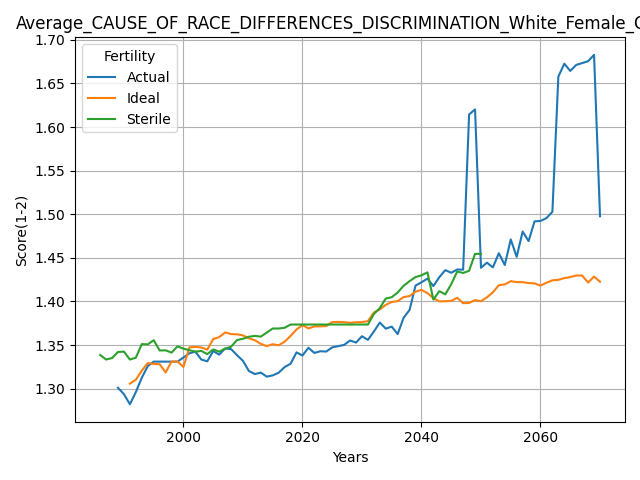 Average_CAUSE_OF_RACE_DIFFERENCES_DISCRIMINATION_White_Female_
Fertility
Actual
Ideal
Sterile
1.70
1.65
1.60
1.55
1.50
1.45
1.40
1.35
1.30
Score(1-2)
2000
2020
2040
2060
Years